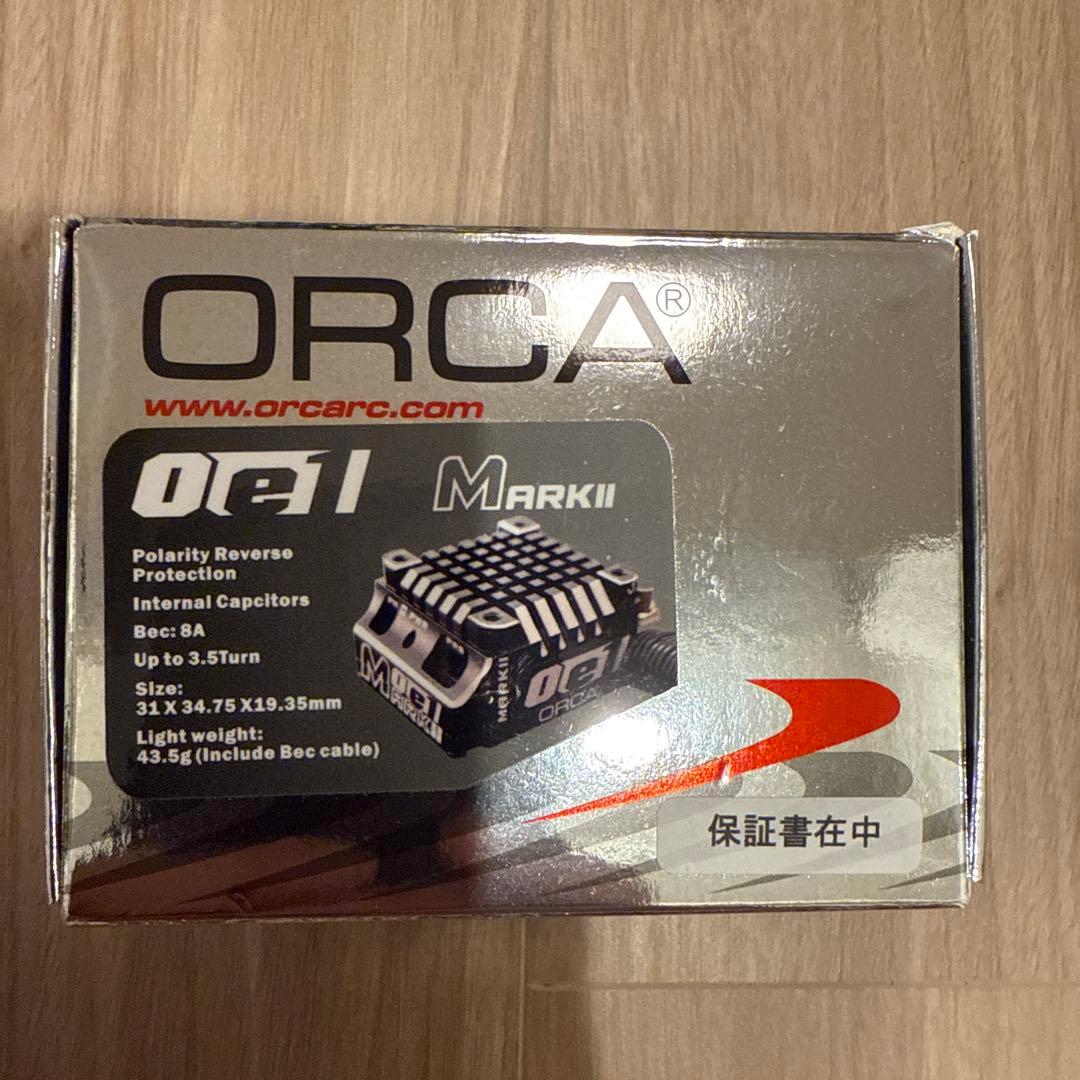 ORCA®
www.orcarc.com
OE1 MARKII
Polarity Reverse
Protection
Internal Capcitors
Bec: 8A
Up to 3.5Turn
Size:
31 X 34.75 X19.35mm
Light weight:
43.5g (Include Bec cable)
OE1
MARKII
MARKII
OE1
ORCA
保証書在中